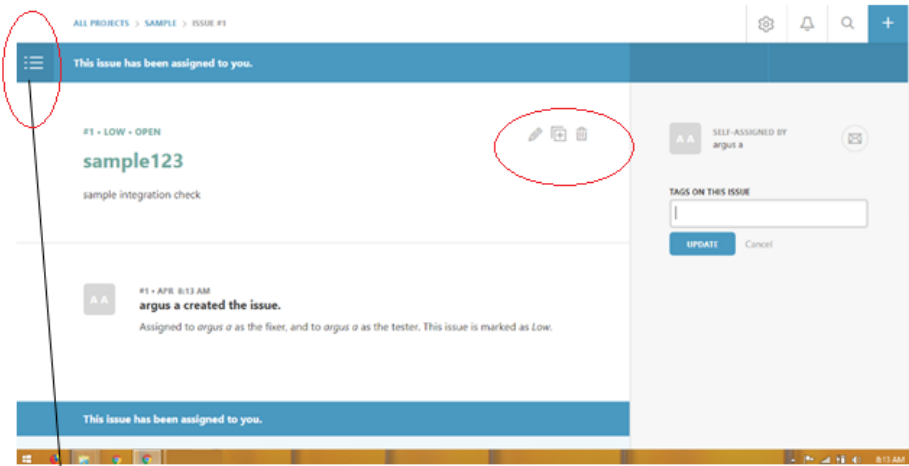 ALL PROJECTS > SAMPLE > ISSUE #1
This issue has been assigned to you.
#1 • LOW • OPEN
sample123
sample integration check
A A
SELF-ASSIGNED BY
argus a
TAGS ON THIS ISSUE
UPDATE Cancel
A A
#1 • APR 8:13 AM
argus a created the issue.
Assigned to argus a as the fixer, and to argus a as the tester. This issue is marked as Low.
This issue has been assigned to you.
8:13 AM